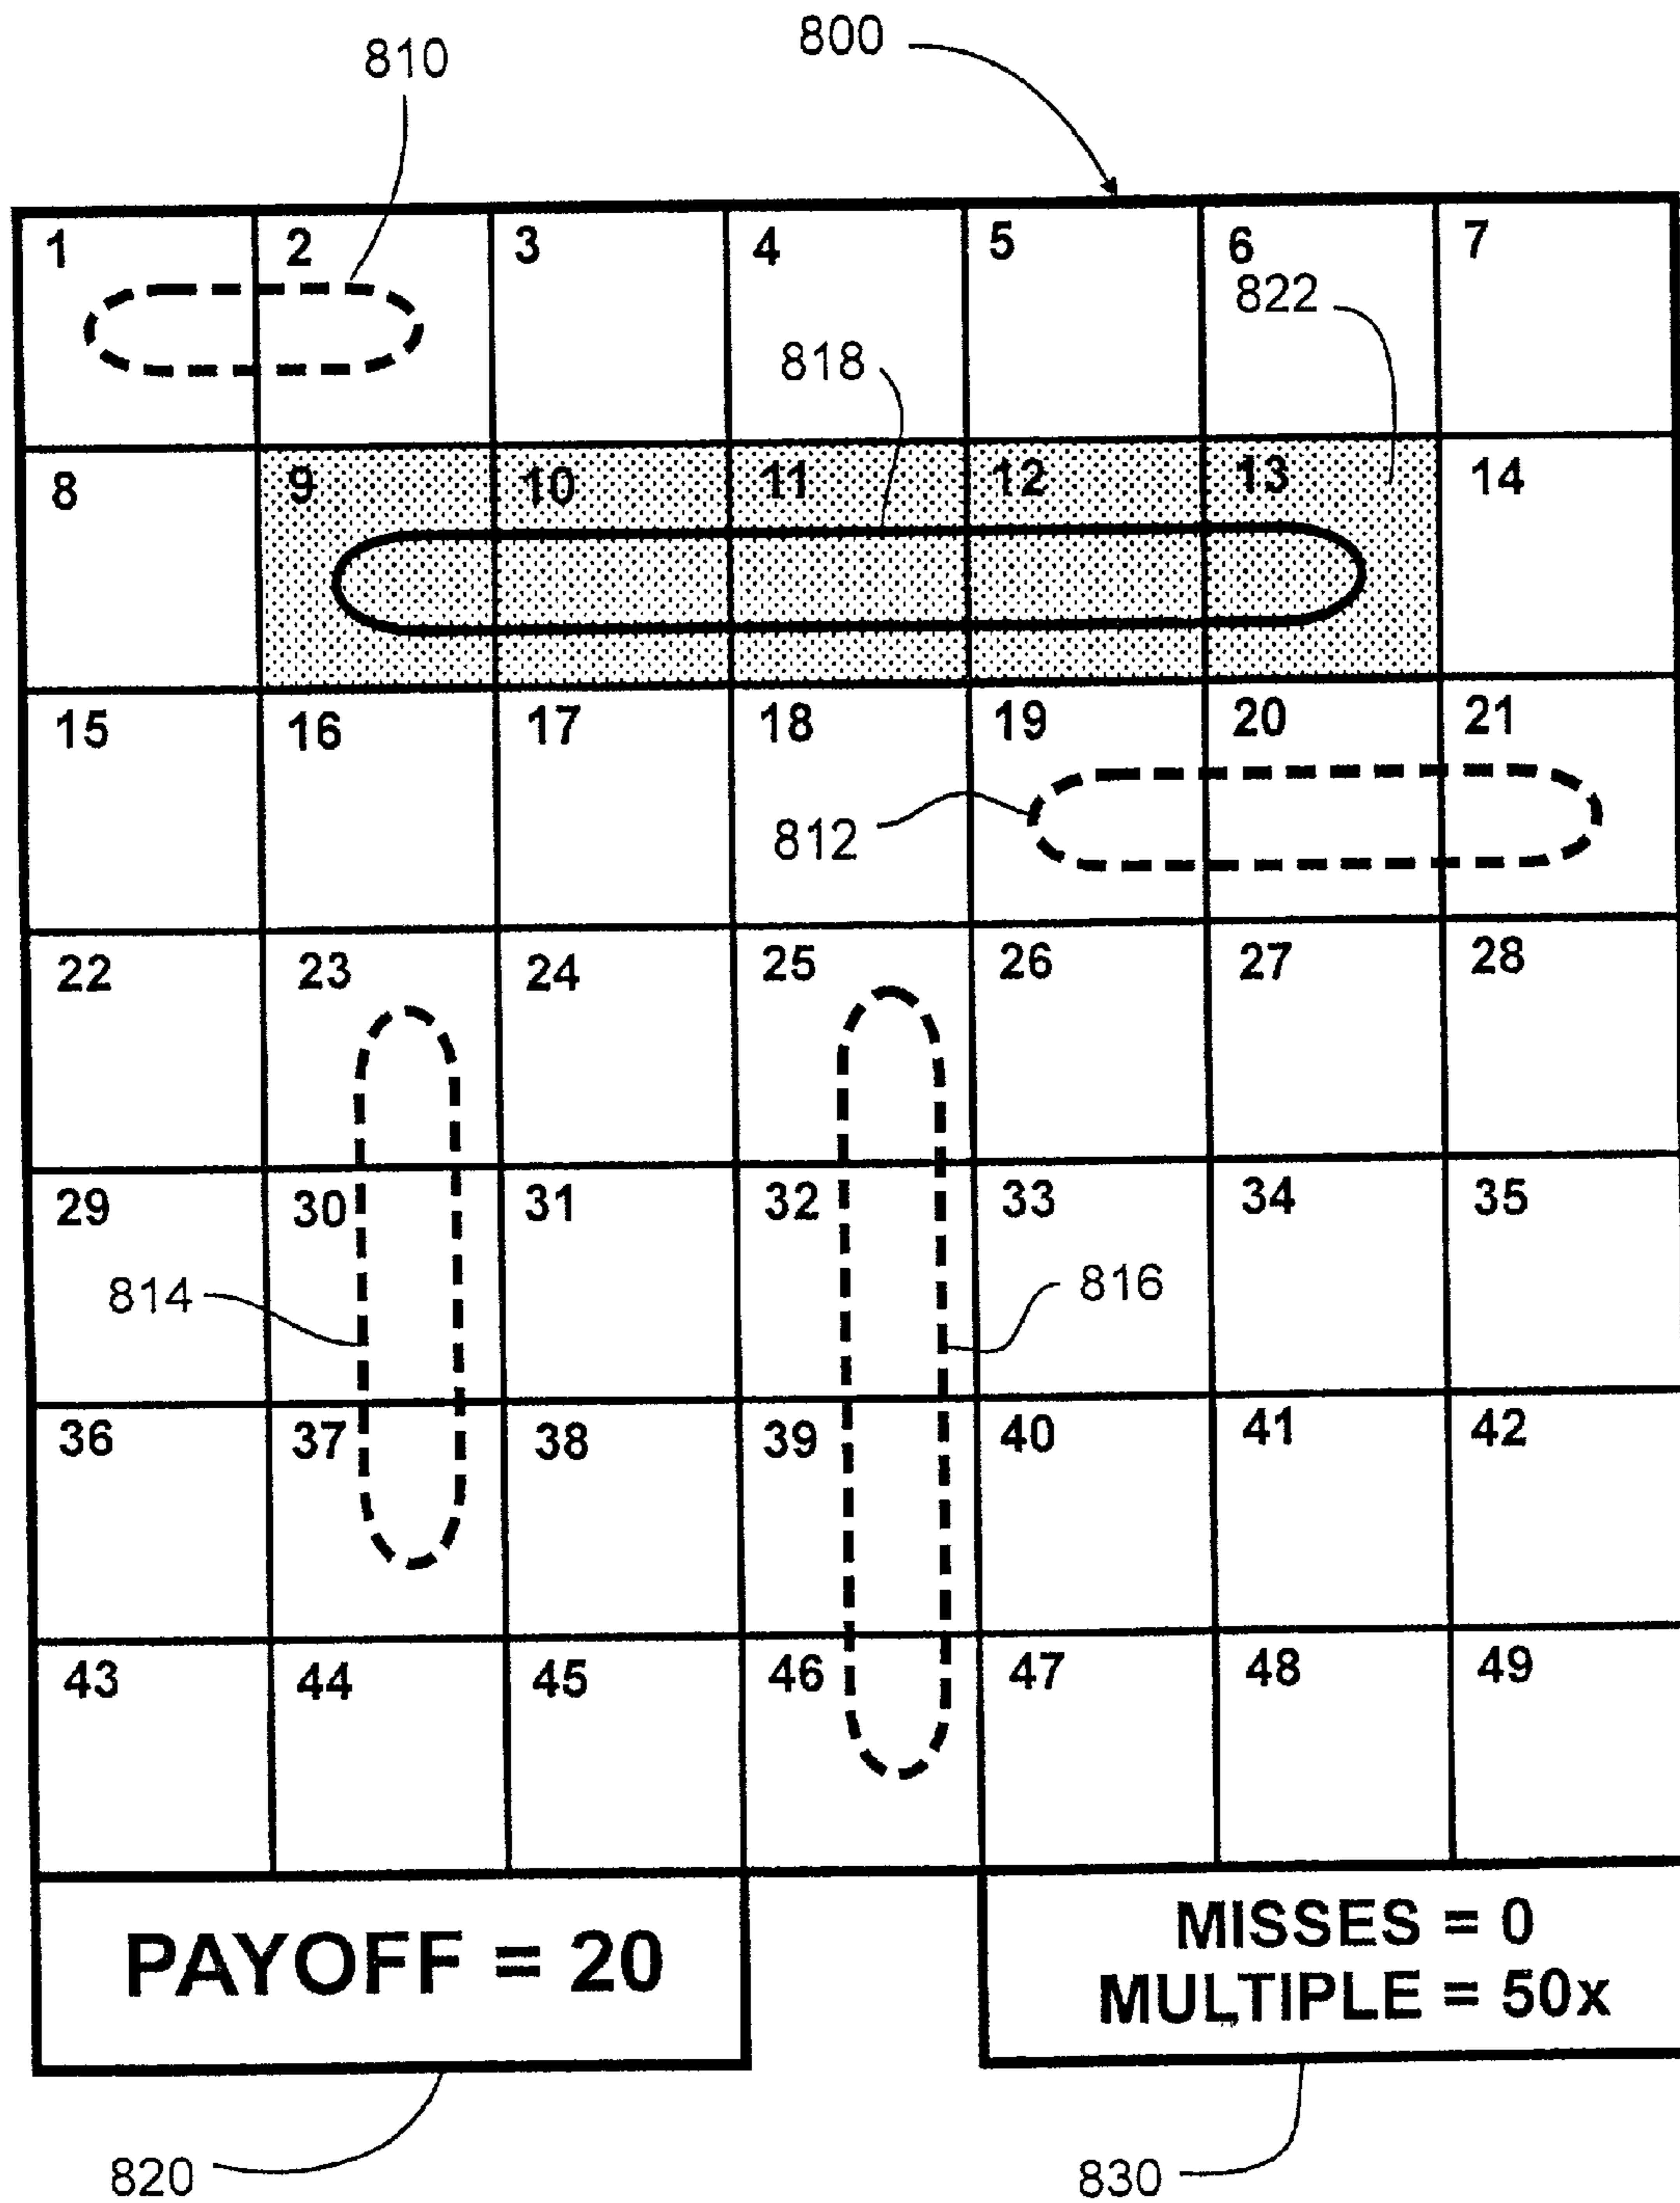 800
810
1 2 3 4 5 6 7
822
818
8 9 10 11 12 13 14
15 16 17 18 19 20 21
812
22 23 24 25 26 27 28
29 30 31 32 33 34 35
814 816
36 37 38 39 40 41 42
43 44 45 46 47 48 49
PAYOFF = 20
MISSES = 0
MULTIPLE = 50x
820 830